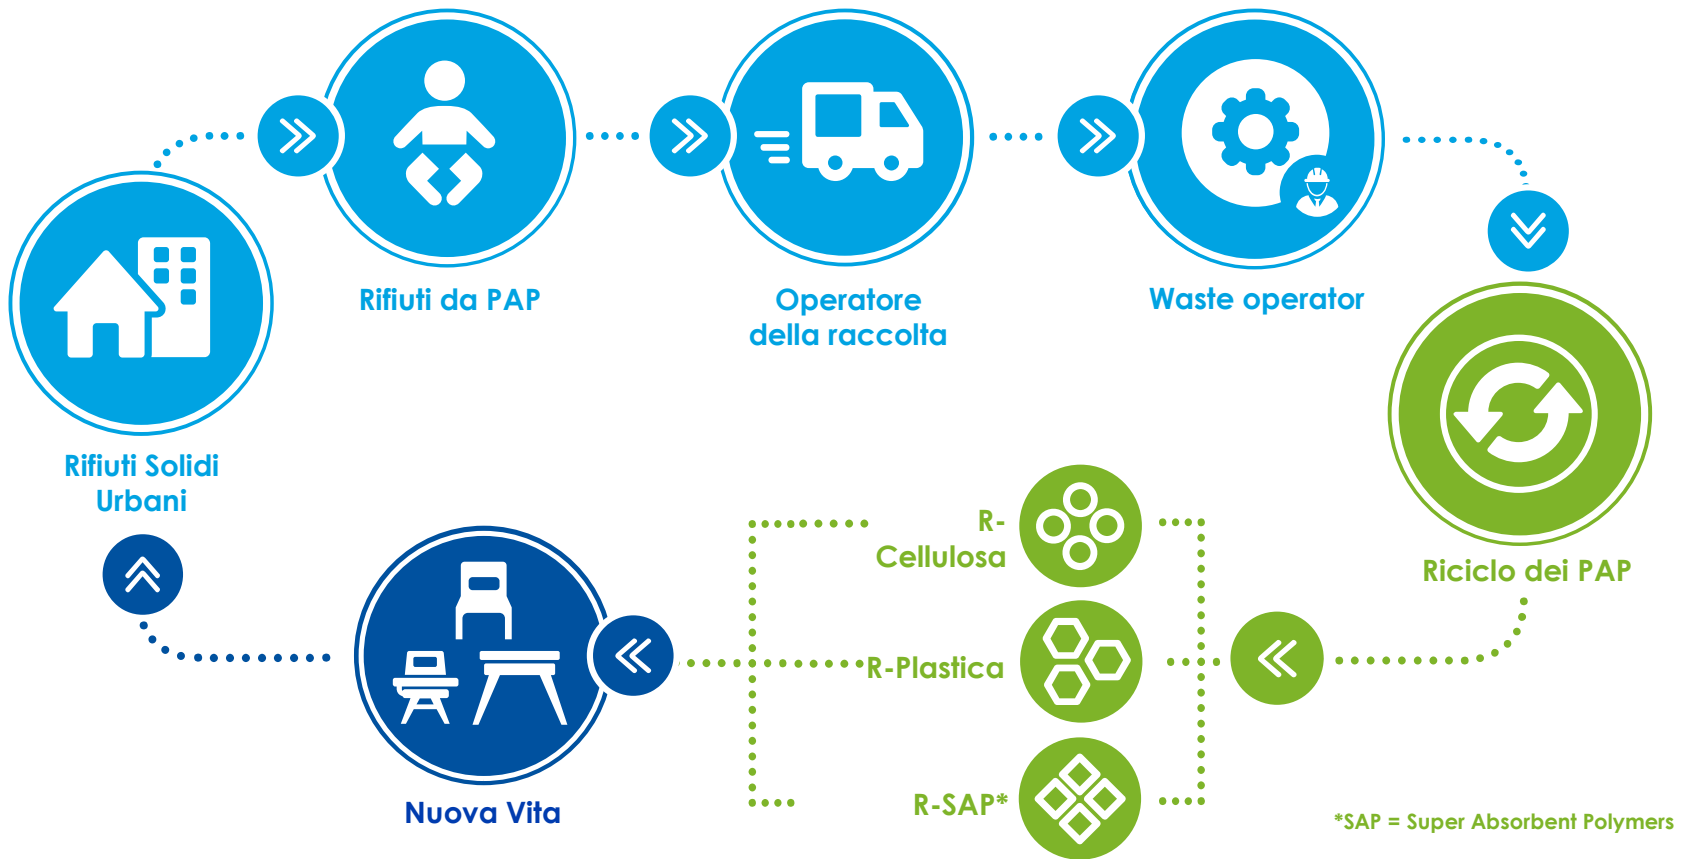 Rifiuti da PAP
Operatore
della raccolta
Waste operator
Rifiuti Solidi
Urbani
Riciclo dei PAP
R-
Cellulosa
R-Plastica
R-SAP*
Nuova Vita
*SAP = Super Absorbent Polymers